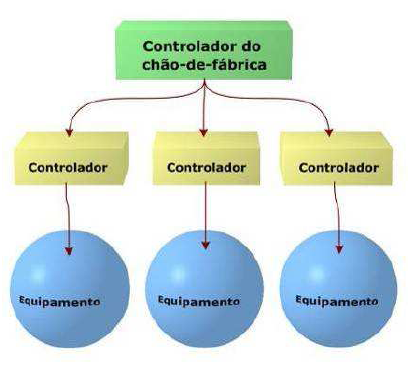 Controlador do
chão-de-fábrica
Controlador
Controlador
Controlador
Equipamento
Equipamento
Equipamento